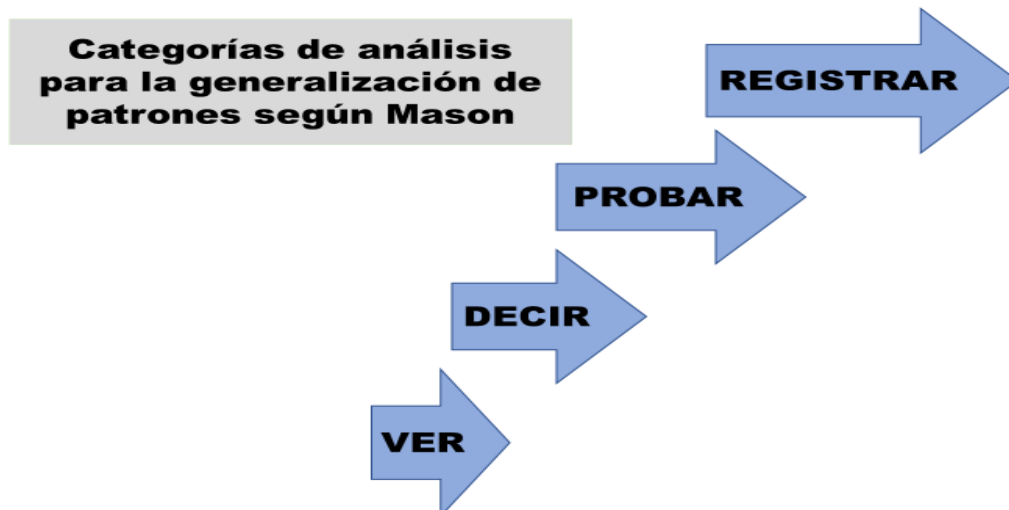 Categorías de análisis
para la generalización de
patrones según Mason
REGISTRAR
PROBAR
DECIR
VER